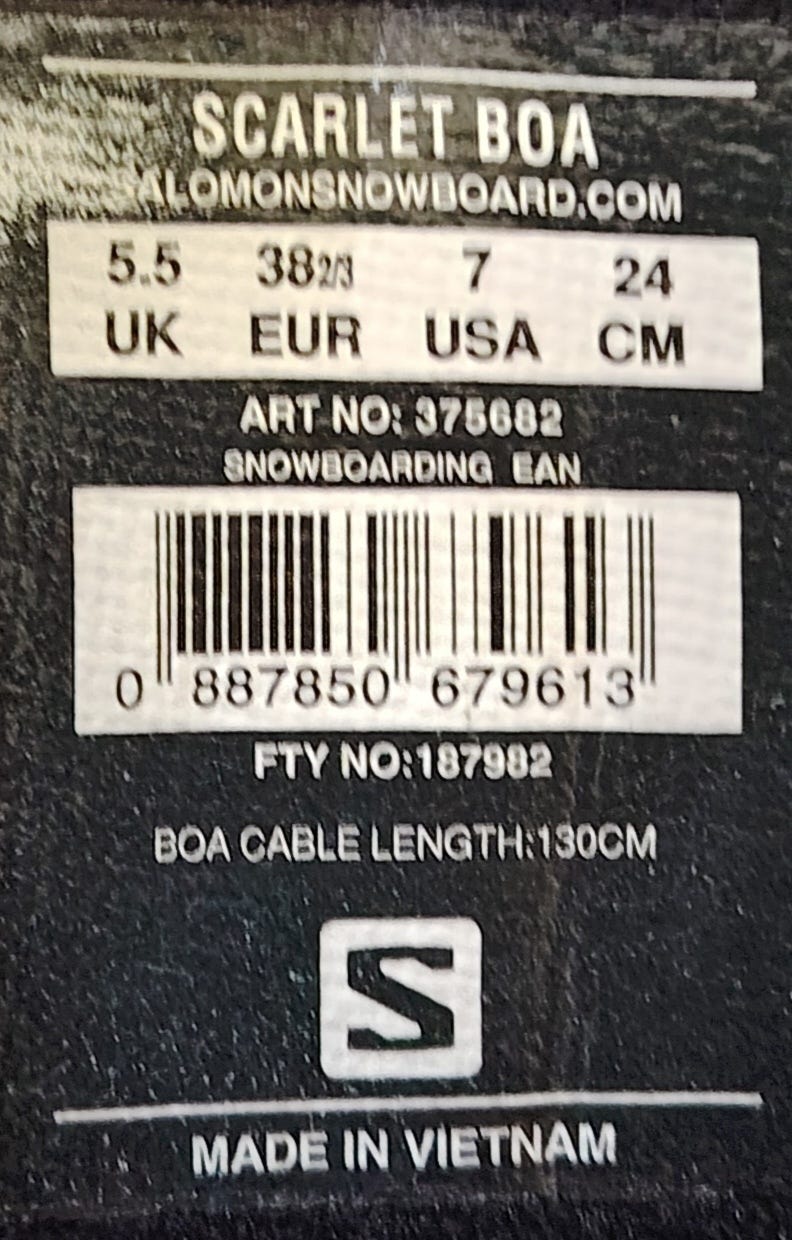 SCARLET BOA
SALOMONSNOWBOARD.COM
5.5 38 2/3 7 24
UK EUR USA CM
ART NO: 375682
SNOWBOARDING EAN
0 887850 679613
FTY NO:187982
BOA CABLE LENGTH:130CM
S
MADE IN VIETNAM